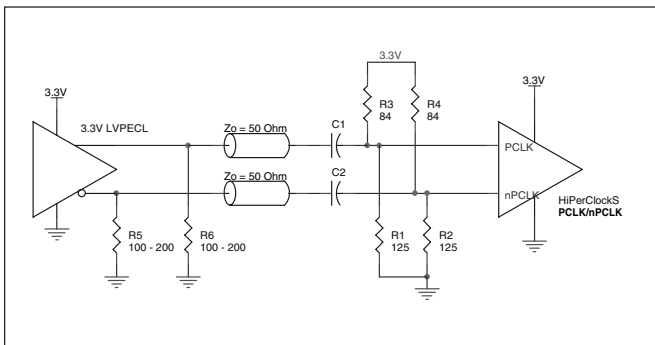 3.3V
3.3V
3.3V
R3
84
R4
84
3.3V LVPECL
Zo = 50 Ohm
C1
PCLK
Zo = 50 Ohm
C2
nPCLK
HiPerClockS
PCLK/nPCLK
R5
100 - 200
R6
100 - 200
R1
125
R2
125